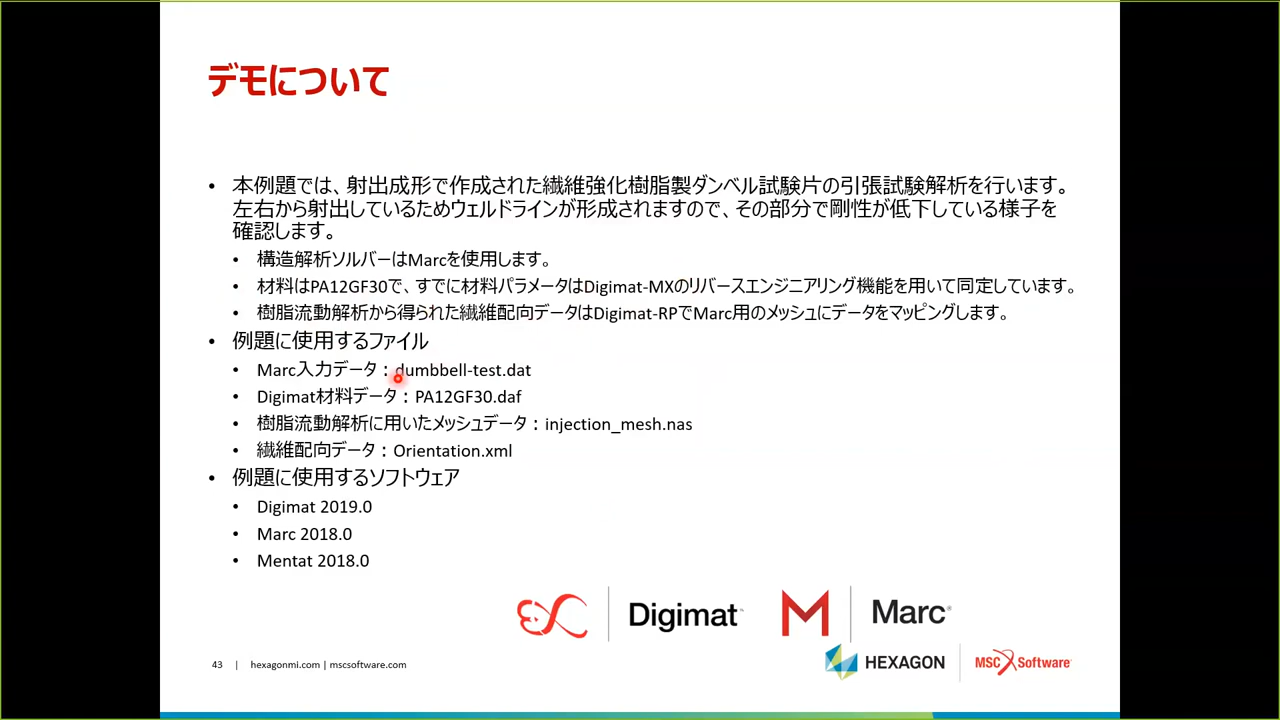 デモについて
• 本例題では、射出成形で作成された繊維強化樹脂製ダンベル試験片の引張試験解析を行います。
左右から射出しているためウェルドラインが形成されますので、その部分で剛性が低下している様子を
確認します。
• 構造解析ソルバーはMarcを使用します。
• 材料はPA12GF30で、すでに材料パラメータはDigimat-MXのリバースエンジニアリング機能を用いて同定しています。
• 樹脂流動解析から得られた繊維配向データはDigimat-RPでMarc用のメッシュにデータをマッピングします。
• 例題に使用するファイル
• Marc入力データ：dumbbell-test.dat
• Digimat材料データ：PA12GF30.daf
• 樹脂流動解析に用いたメッシュデータ：injection_mesh.nas
• 繊維配向データ：Orientation.xml
• 例題に使用するソフトウェア
• Digimat 2019.0
• Marc 2018.0
• Mentat 2018.0
Digimat
Marc
43 | hexagonmi.com | mscsoftware.com
HEXAGON
MSC Software